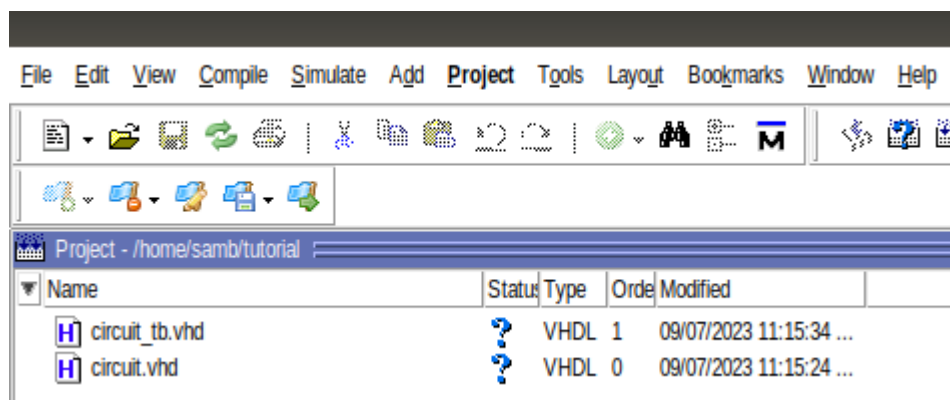 File Edit View Compile Simulate Add Project Tools Layout Bookmarks Window Help
M
Project - /home/samb/tutorial
Name Status Type Orde Modified
H circuit_tb.vhd ? VHDL 1 09/07/2023 11:15:34 ...
H circuit.vhd ? VHDL 0 09/07/2023 11:15:24 ...